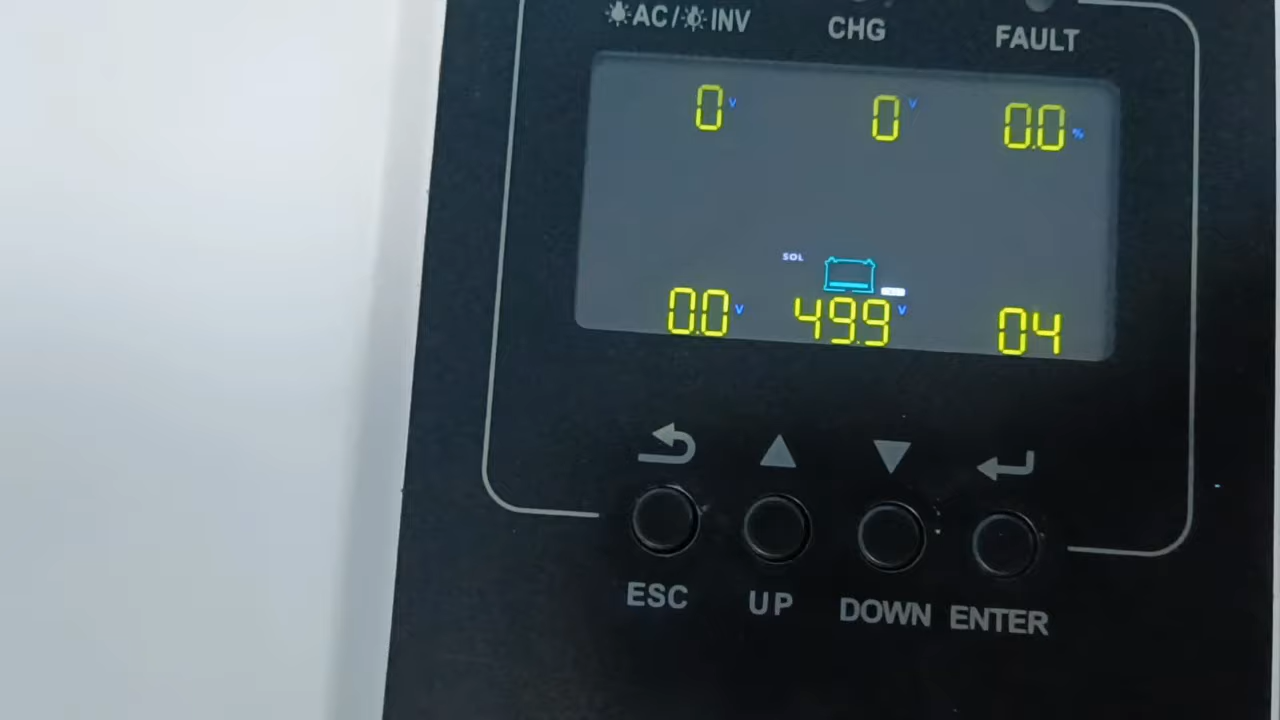 AC/ INV CHG FAULT
0 V 0 V 0.0 %
SOL
0.0 V 49.9 V 04
ESC UP DOWN ENTER